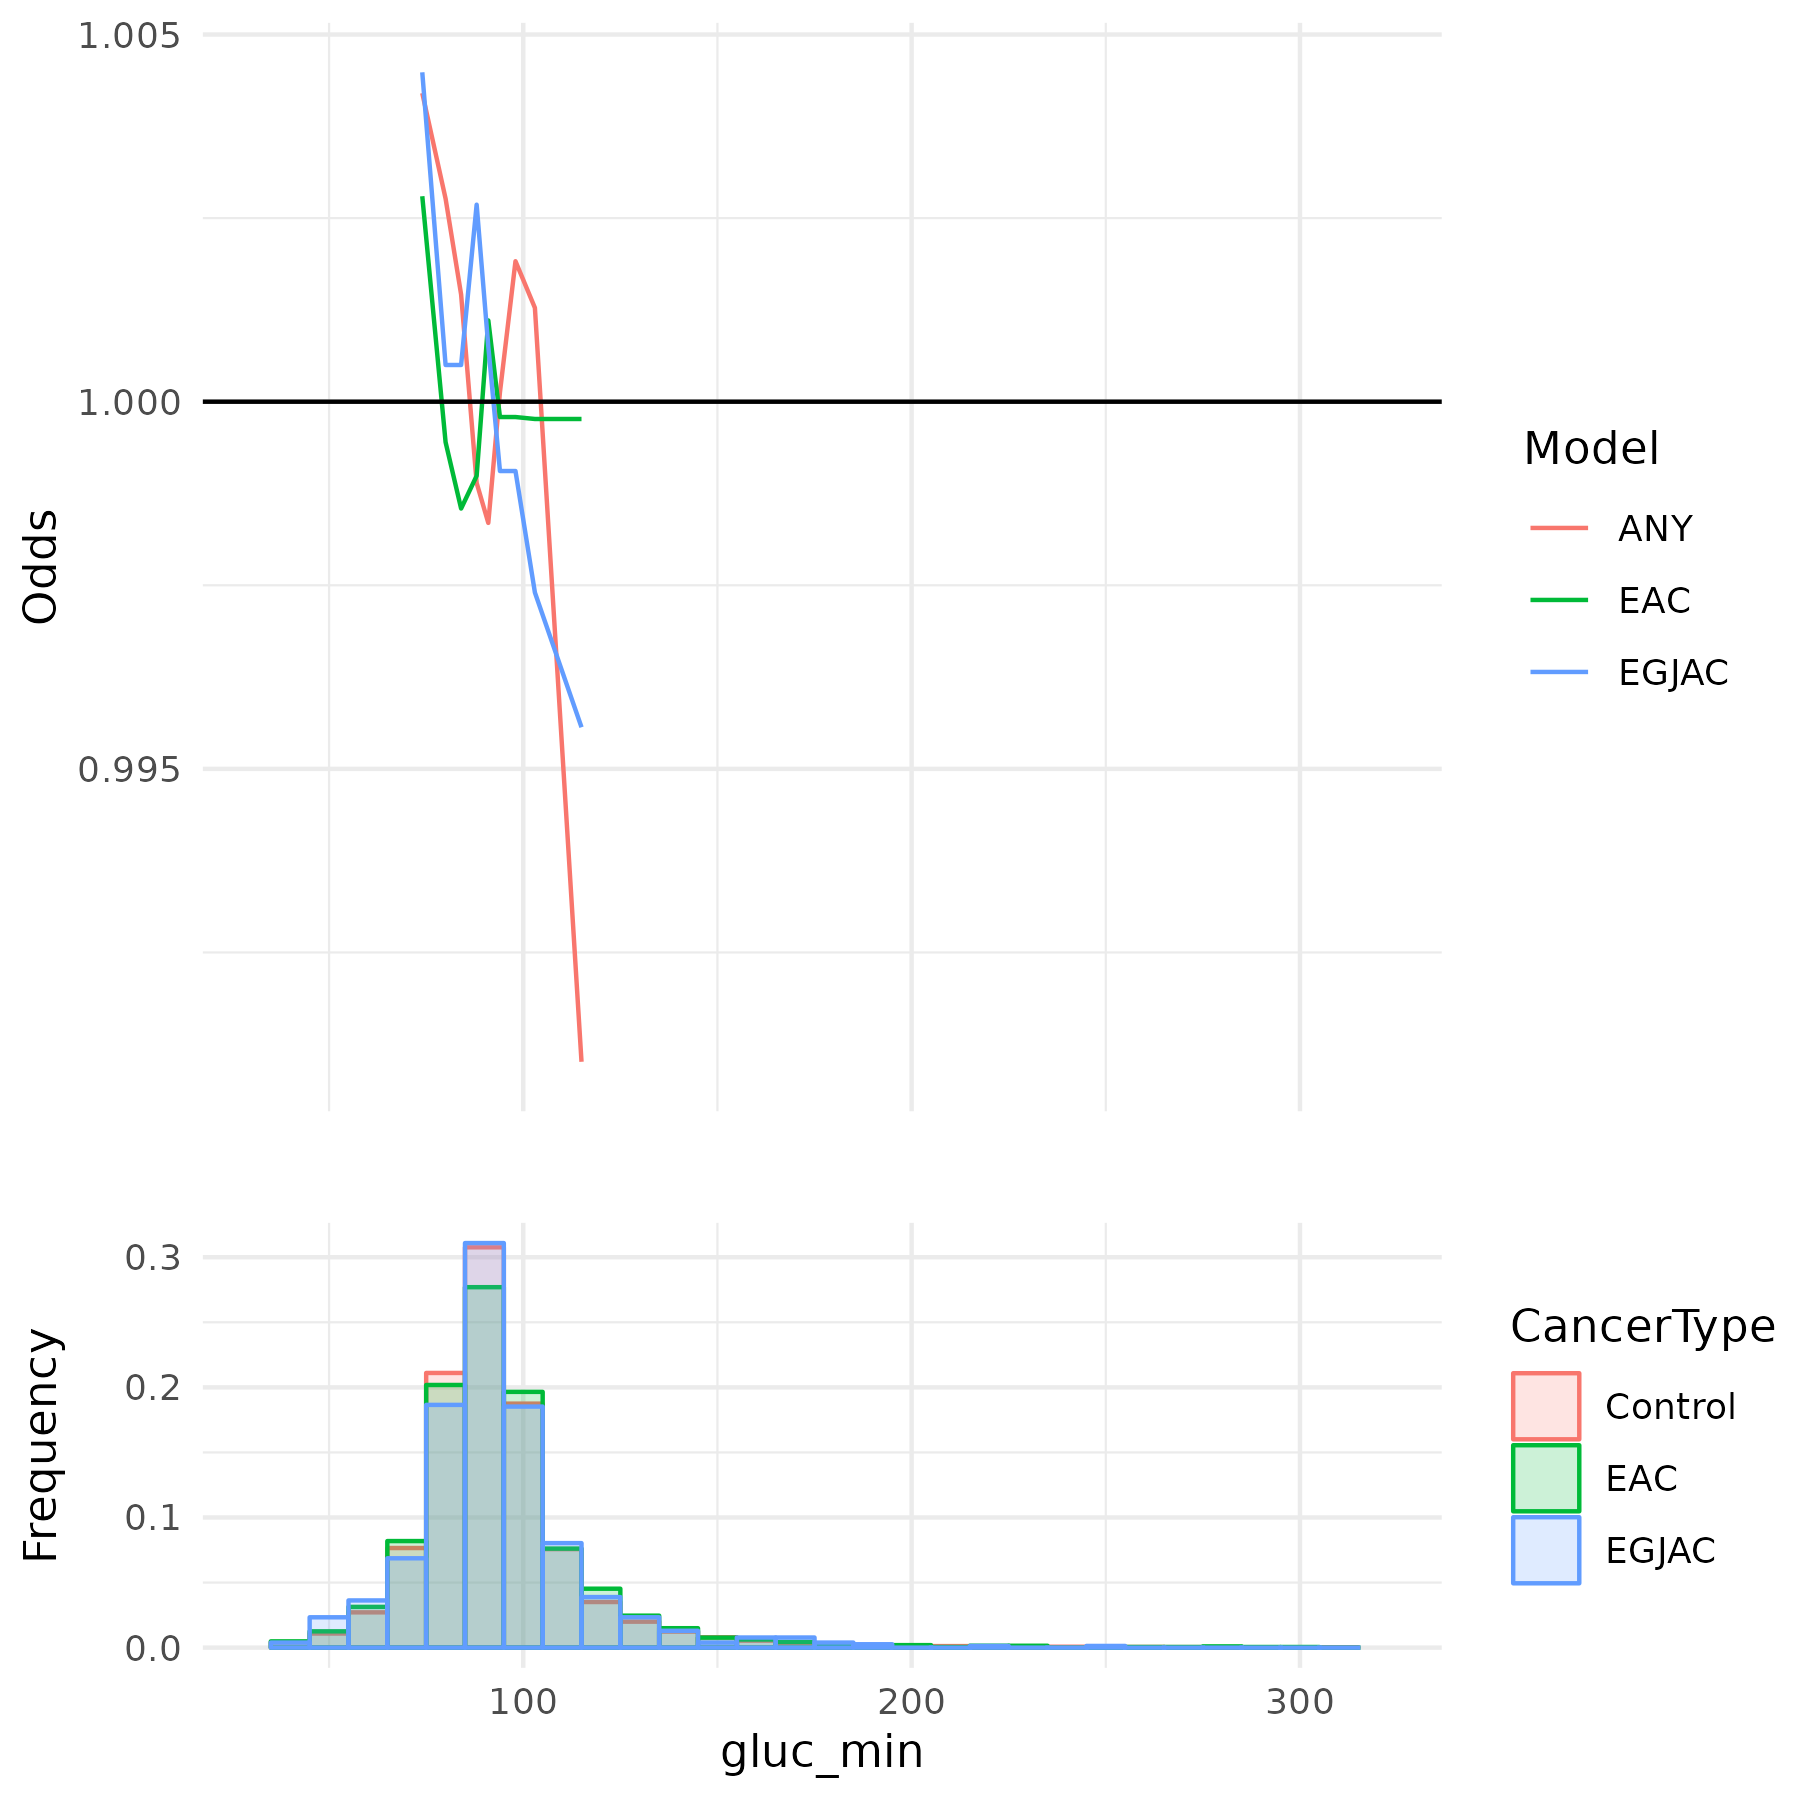 1.005
1.000
0.995
Odds
Model
ANY
EAC
EGJAC
0.3
0.2
0.1
0.0
Frequency
100
200
300
gluc_min
CancerType
Control
EAC
EGJAC